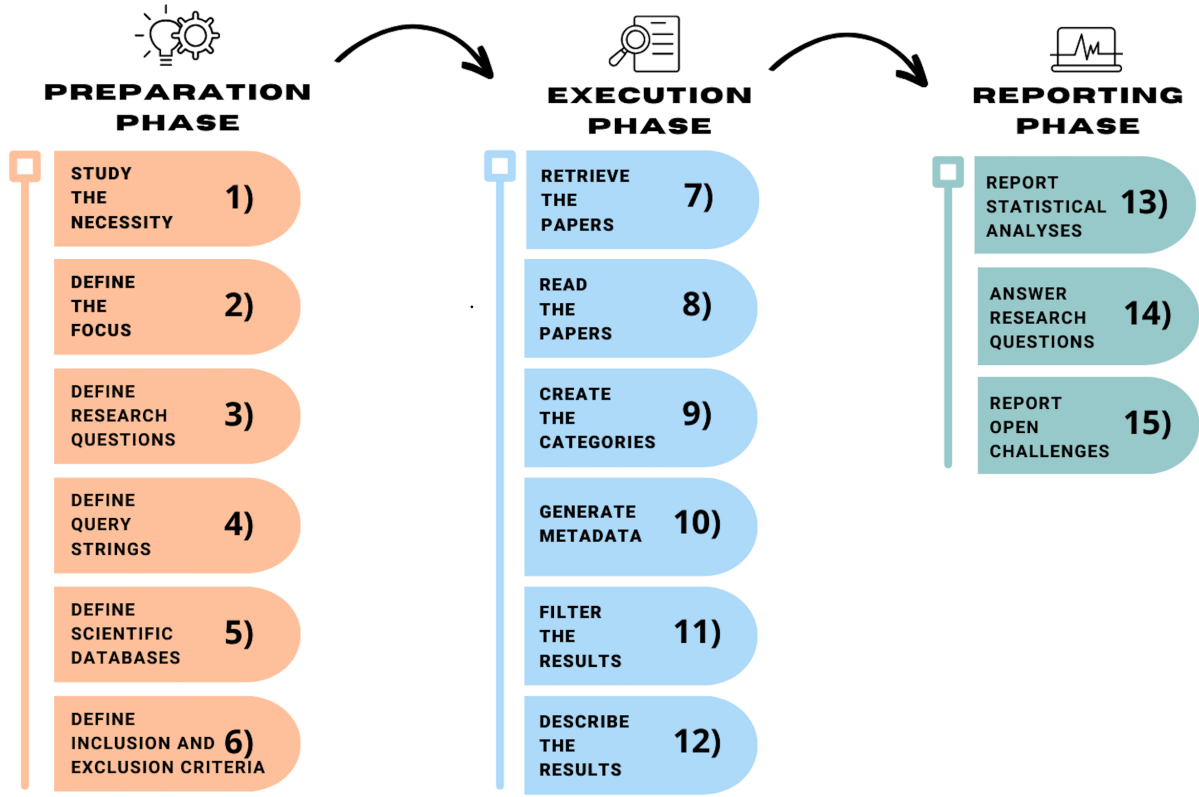 PREPARATION
PHASE
STUDY
THE
NECESSITY
1)
DEFINE
THE
FOCUS
2)
DEFINE
RESEARCH
QUESTIONS
3)
DEFINE
QUERY
STRINGS
4)
DEFINE
SCIENTIFIC
DATABASES
5)
DEFINE
INCLUSION AND
EXCLUSION CRITERIA
6)
EXECUTION
PHASE
RETRIEVE
THE
PAPERS
7)
READ
THE
PAPERS
8)
CREATE
THE
CATEGORIES
9)
GENERATE
METADATA
10)
FILTER
THE
RESULTS
11)
DESCRIBE
THE
RESULTS
12)
REPORTING
PHASE
REPORT
STATISTICAL
ANALYSES
13)
ANSWER
RESEARCH
QUESTIONS
14)
REPORT
OPEN
CHALLENGES
15)